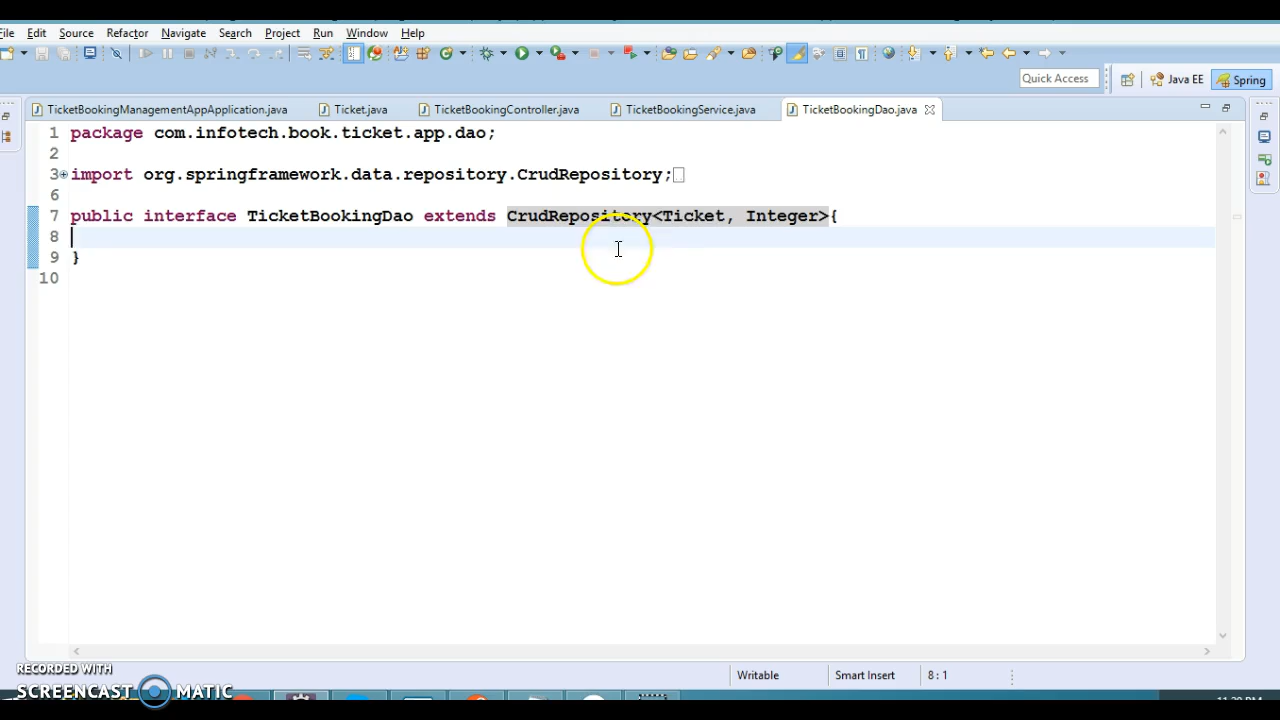 File Edit Source Refactor Navigate Search Project Run Window Help
Quick Access Java EE Spring
TicketBookingManagementAppApplication.java Ticket.java TicketBookingController.java TicketBookingService.java TicketBookingDao.java
1 package com.infotech.book.ticket.app.dao;
2
3 import org.springframework.data.repository.CrudRepository;
6
7 public interface TicketBookingDao extends CrudRepository<Ticket, Integer>{
8
9 }
10
RECORDED WITH
SCREENCAST MATIC
Writable Smart Insert 8 : 1